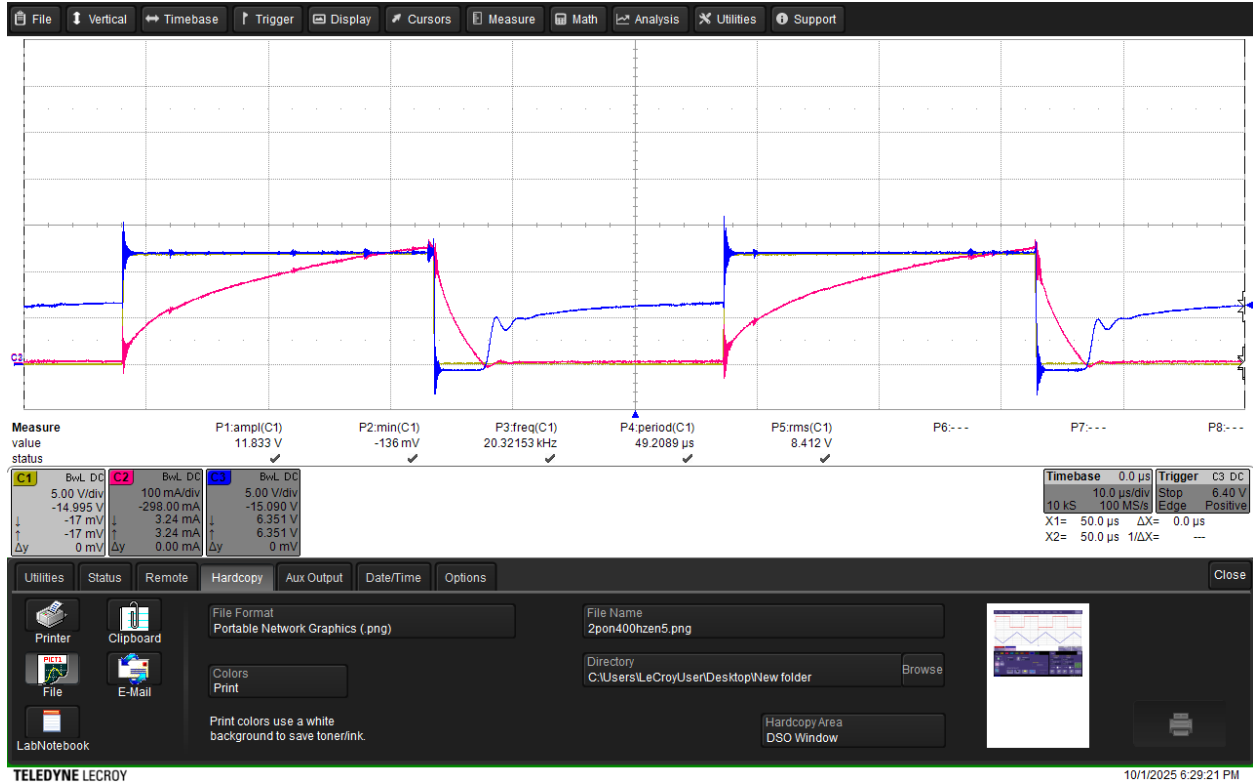 File Vertical Timebase Trigger Display Cursors Measure Math Analysis Utilities Support
C3
Measure P1:ampl(C1) P2:min(C1) P3:freq(C1) P4:period(C1) P5:rms(C1) P6:--- P7:--- P8:---
value 11.833 V -136 mV 20.32153 kHz 49.2089 µs 8.412 V
status
C1 BwL DC C2 BwL DC C3 BwL DC Timebase 0.0 µs Trigger C3 DC
5.00 V/div 100 mA/div 5.00 V/div 10.0 µs/div Stop 6.40 V
-14.995 V -298.00 mA -15.090 V 10 kS 100 MS/s Edge Positive
-17 mV 3.24 mA 6.351 V X1= 50.0 µs ΔX= 0.0 µs
-17 mV 3.24 mA 6.351 V X2= 50.0 µs 1/ΔX= ---
Δy 0 mV Δy 0.00 mA Δy 0 mV
Utilities Status Remote Hardcopy Aux Output Date/Time Options Close
Printer Clipboard
File E-Mail
LabNotebook
File Format
Portable Network Graphics (.png)
Colors
Print
Print colors use a white
background to save toner/ink.
File Name
2pon400hzen5.png
Directory
C:\Users\LeCroyUser\Desktop\New folder Browse
Hardcopy Area
DSO Window
TELEDYNE LECROY 10/1/2025 6:29:21 PM